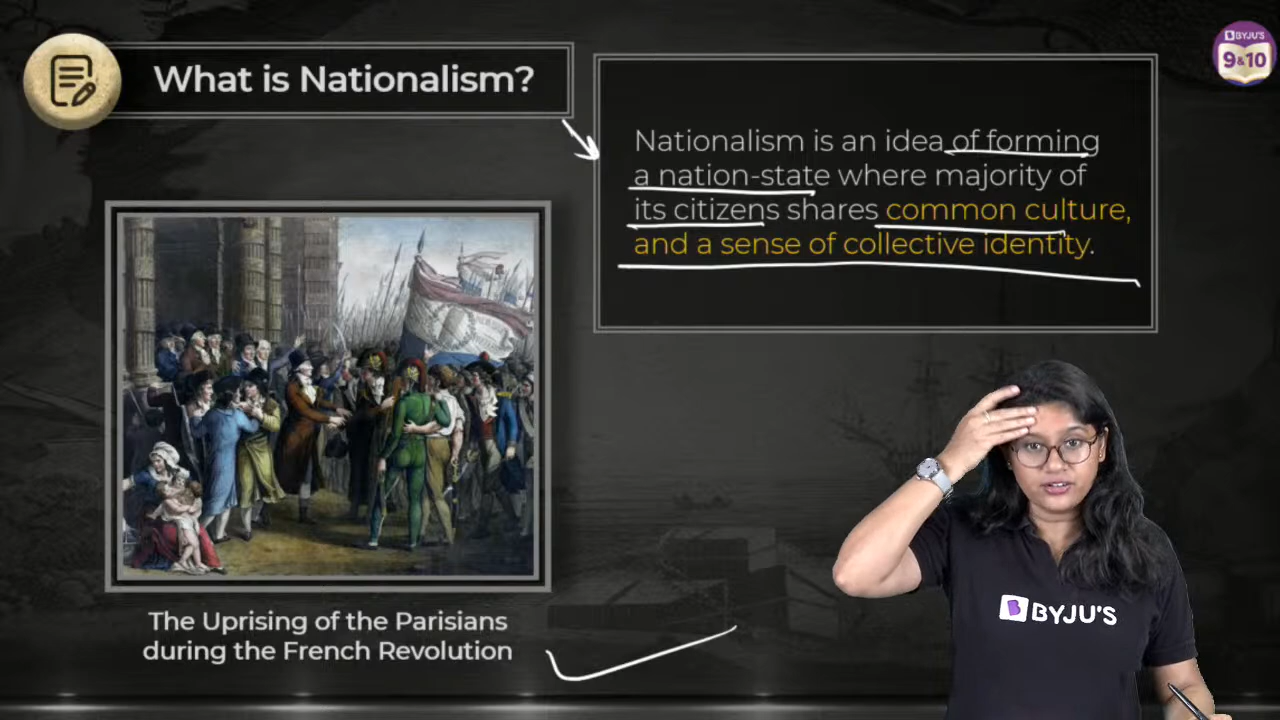 What is Nationalism?
BYJU'S
9&10
Nationalism is an idea of forming
a nation-state where majority of
its citizens shares common culture,
and a sense of collective identity.
The Uprising of the Parisians
during the French Revolution
BYJU'S